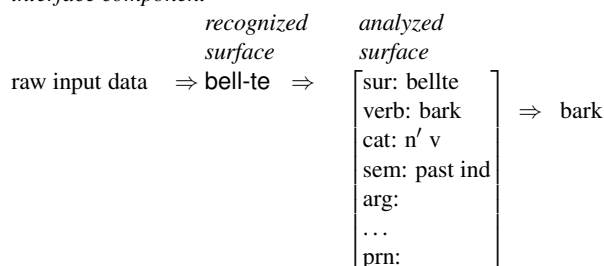 interface component
recognized analyzed
surface surface
raw input data ⇒ bell-te ⇒ sur: bellte
verb: bark ⇒ bark
cat: n′ v
sem: past ind
arg:
...
prn: